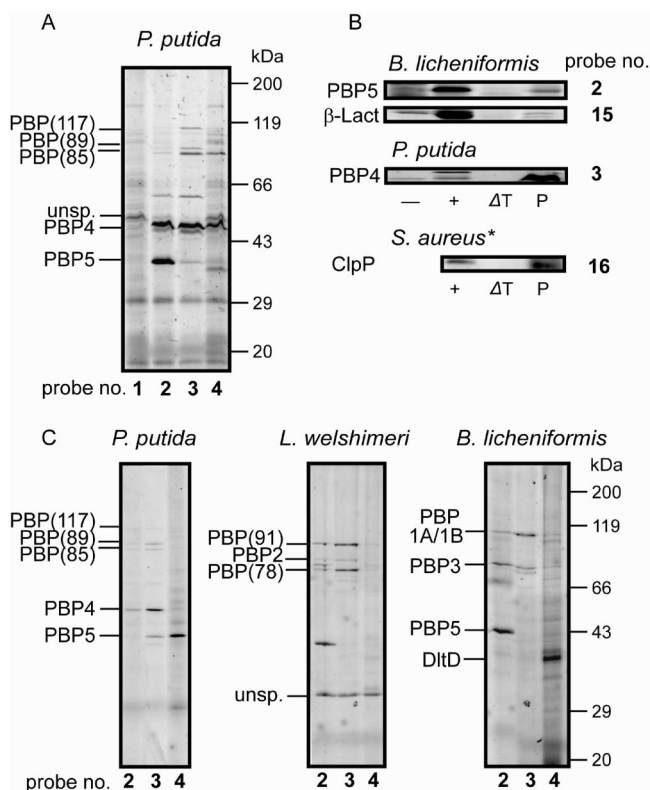 A
P. putida
kDa
200
PBP(117)
119
PBP(89)
PBP(85)
66
unsp.
PBP4
43
PBP5
29
20
probe no. 1 2 3 4
B
B. licheniformis probe no.
PBP5 2
β-Lact 15
P. putida
PBP4 3
— + ΔT P
S. aureus*
ClpP 16
+ ΔT P
C
P. putida
PBP(117)
PBP(89)
PBP(85)
PBP4
PBP5
probe no. 2 3 4
L. welshimeri
PBP(91)
PBP2
PBP(78)
unsp.
2 3 4
B. licheniformis
kDa
200
PBP 119
1A/1B
PBP3
66
PBP5 43
DltD
29
20
2 3 4